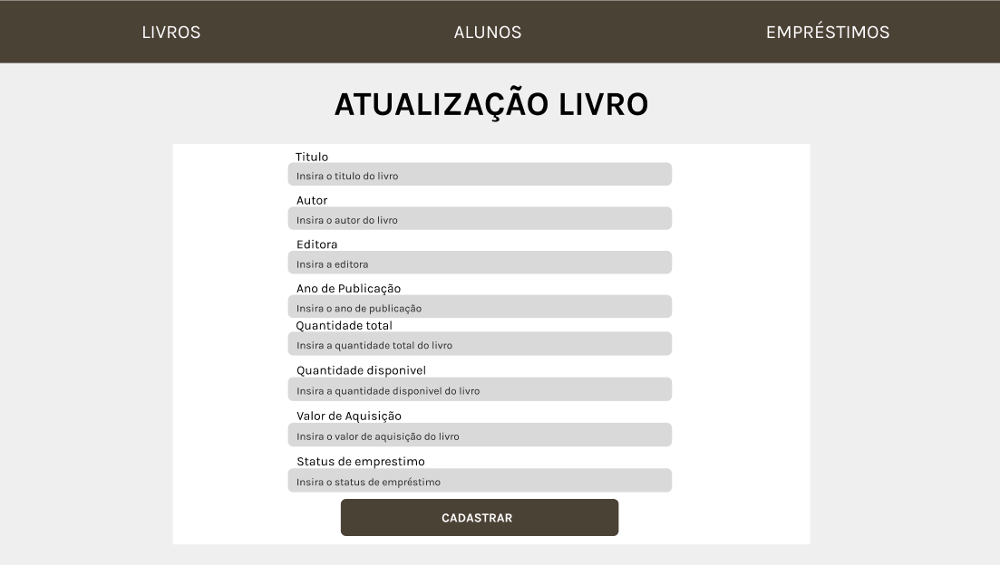 LIVROS ALUNOS EMPRÉSTIMOS
ATUALIZAÇÃO LIVRO
Titulo
Insira o titulo do livro
Autor
Insira o autor do livro
Editora
Insira a editora
Ano de Publicação
Insira o ano de publicação
Quantidade total
Insira a quantidade total do livro
Quantidade disponivel
Insira a quantidade disponivel do livro
Valor de Aquisição
Insira o valor de aquisição do livro
Status de emprestimo
Insira o status de empréstimo
CADASTRAR